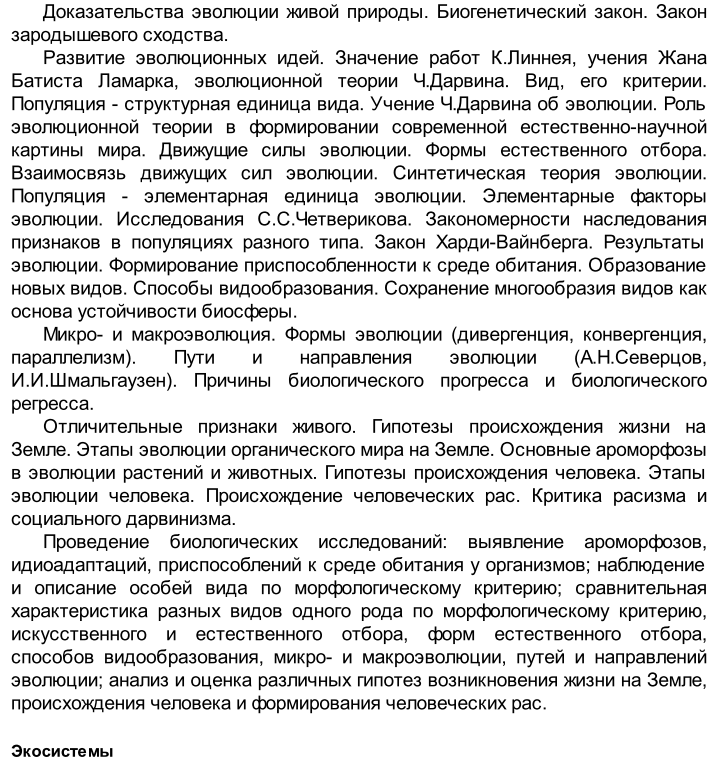 Доказательства эволюции живой природы. Биогенетический закон. Закон
зародышевого сходства.
Развитие эволюционных идей. Значение работ К.Линнея, учения Жана
Батиста Ламарка, эволюционной теории Ч.Дарвина. Вид, его критерии.
Популяция - структурная единица вида. Учение Ч.Дарвина об эволюции. Роль
эволюционной теории в формировании современной естественно-научной
картины мира. Движущие силы эволюции. Формы естественного отбора.
Взаимосвязь движущих сил эволюции. Синтетическая теория эволюции.
Популяция - элементарная единица эволюции. Элементарные факторы
эволюции. Исследования С.С.Четверикова. Закономерности наследования
признаков в популяциях разного типа. Закон Харди-Вайнберга. Результаты
эволюции. Формирование приспособленности к среде обитания. Образование
новых видов. Способы видообразования. Сохранение многообразия видов как
основа устойчивости биосферы.
Микро- и макроэволюция. Формы эволюции (дивергенция, конвергенция,
параллелизм). Пути и направления эволюции (А.Н.Северцов,
И.И.Шмальгаузен). Причины биологического прогресса и биологического
регресса.
Отличительные признаки живого. Гипотезы происхождения жизни на
Земле. Этапы эволюции органического мира на Земле. Основные ароморфозы
в эволюции растений и животных. Гипотезы происхождения человека. Этапы
эволюции человека. Происхождение человеческих рас. Критика расизма и
социального дарвинизма.
Проведение биологических исследований: выявление ароморфозов,
идиоадаптаций, приспособлений к среде обитания у организмов; наблюдение
и описание особей вида по морфологическому критерию; сравнительная
характеристика разных видов одного рода по морфологическому критерию,
искусственного и естественного отбора, форм естественного отбора,
способов видообразования, микро- и макроэволюции, путей и направлений
эволюции; анализ и оценка различных гипотез возникновения жизни на Земле,
происхождения человека и формирования человеческих рас.
Экосистемы